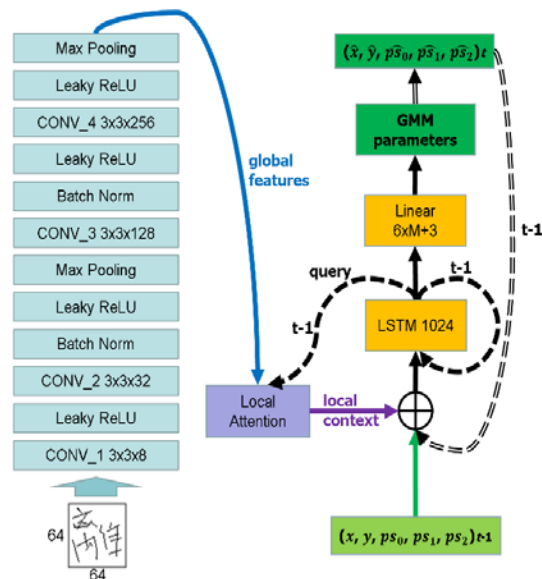 Max Pooling
Leaky ReLU
CONV_4 3x3x256
Leaky ReLU
Batch Norm
CONV_3 3x3x128
Max Pooling
Leaky ReLU
Batch Norm
CONV_2 3x3x32
Leaky ReLU
CONV_1 3x3x8
64
64
global
features
Local
Attention
local
context
query
t-1
t-1
t-1
(x̂, ŷ, p̂s₀, p̂s₁, p̂s₂)t
GMM
parameters
Linear
6xM+3
LSTM 1024
(x, y, ps₀, ps₁, ps₂)t-1